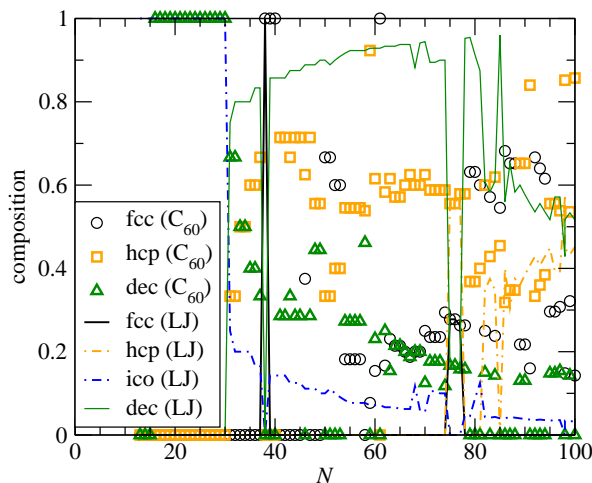 1
0.8
0.6
0.4
0.2
0
composition
fcc (C60)
hcp (C60)
dec (C60)
fcc (LJ)
hcp (LJ)
ico (LJ)
dec (LJ)
0 20 40 60 80 100
N